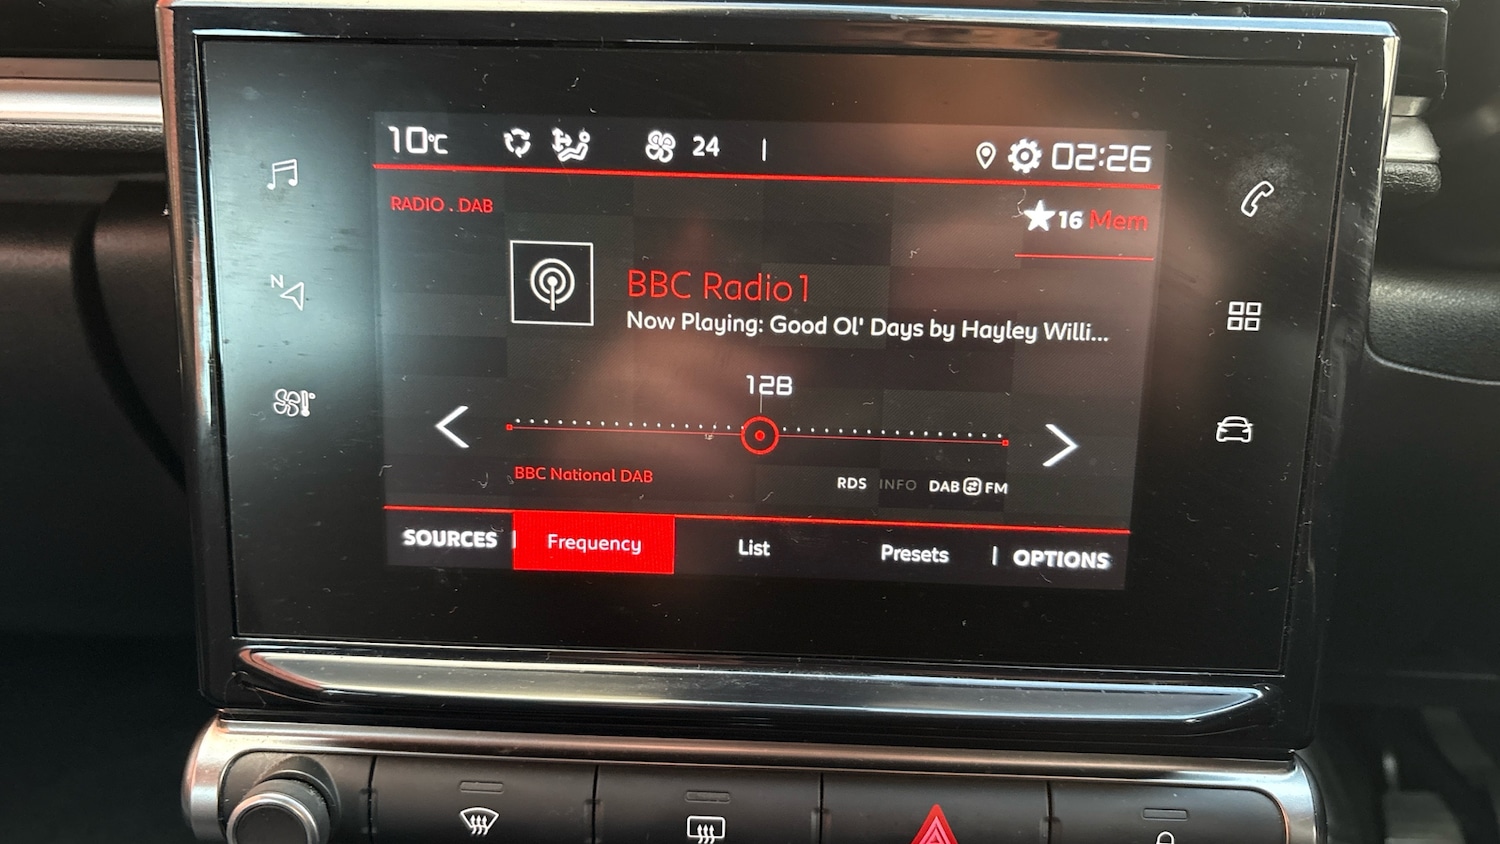 10°C 24 02:26
RADIO . DAB
16 Mem
BBC Radio 1
Now Playing: Good Ol' Days by Hayley Willi...
12B
N
BBC National DAB
RDS INFO DAB FM
SOURCES Frequency List Presets OPTIONS